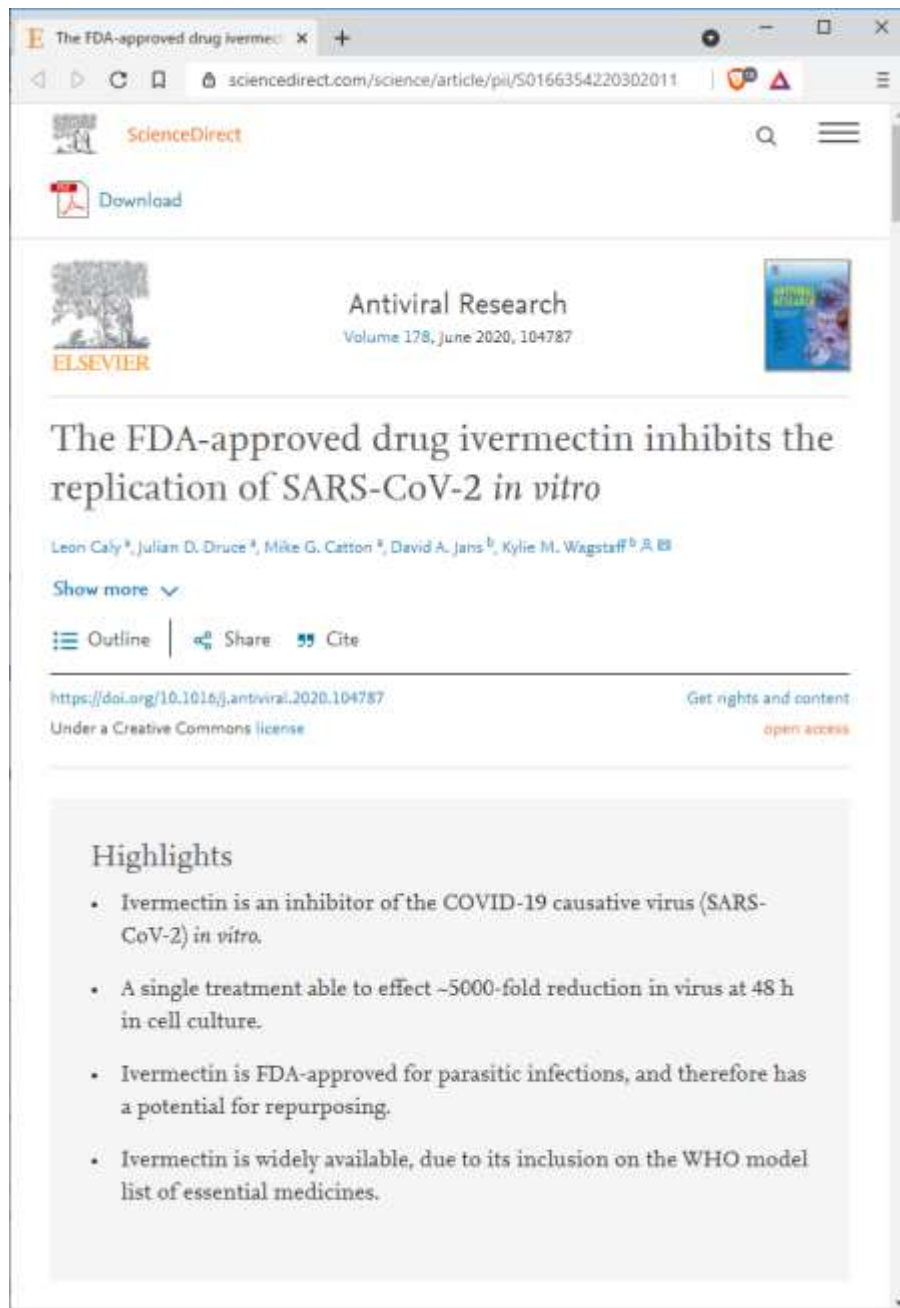 The FDA-approved drug ivermec
sciencedirect.com/science/article/pii/S0166354220302011
ScienceDirect
PDF
Download
ELSEVIER
Antiviral Research
Volume 178, June 2020, 104787
The FDA-approved drug ivermectin inhibits the
replication of SARS-CoV-2 in vitro
Leon Caly a, Julian D. Druce a, Mike G. Catton a, David A. Jans b, Kylie M. Wagstaff b
Show more
Outline
Share
Cite
https://doi.org/10.1016/j.antiviral.2020.104787
Get rights and content
Under a Creative Commons license
open access
Highlights
• Ivermectin is an inhibitor of the COVID-19 causative virus (SARS-
CoV-2) in vitro.
• A single treatment able to effect ~5000-fold reduction in virus at 48 h
in cell culture.
• Ivermectin is FDA-approved for parasitic infections, and therefore has
a potential for repurposing.
• Ivermectin is widely available, due to its inclusion on the WHO model
list of essential medicines.